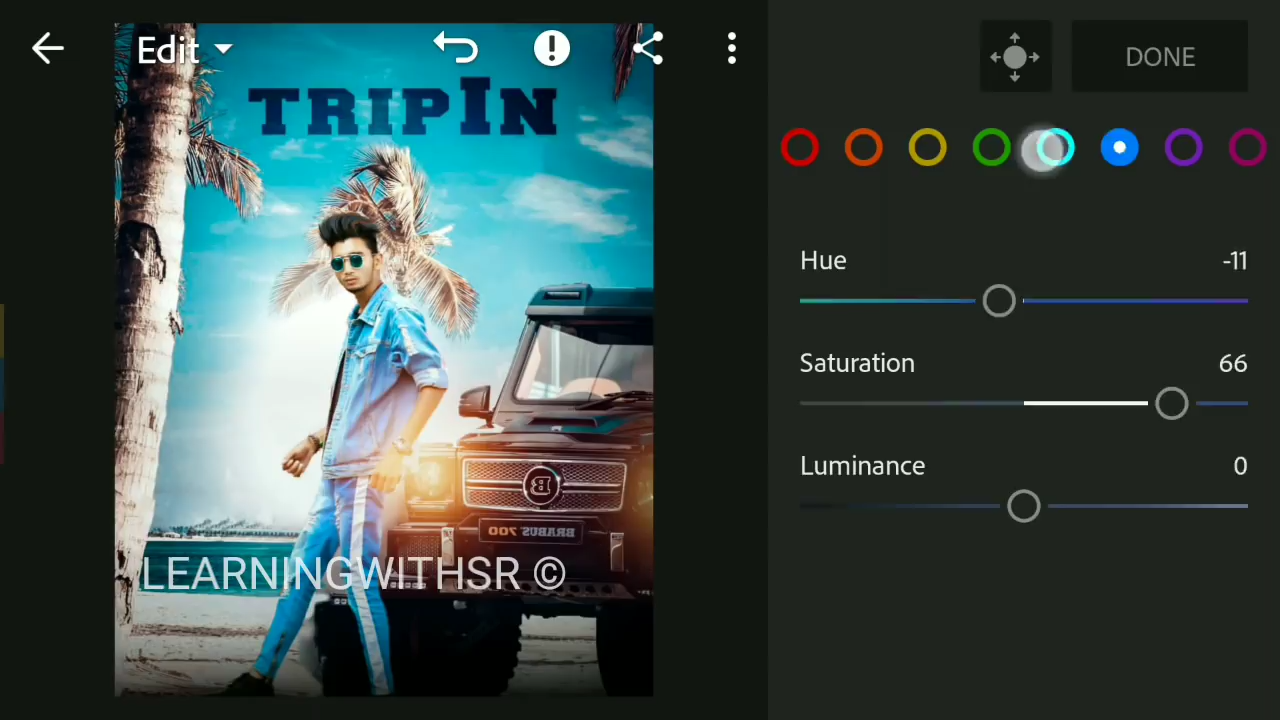 Edit
DONE
TRIPIN
Hue -11
Saturation 66
Luminance 0
B
BRABUS 700
LEARNINGWITHSR ©